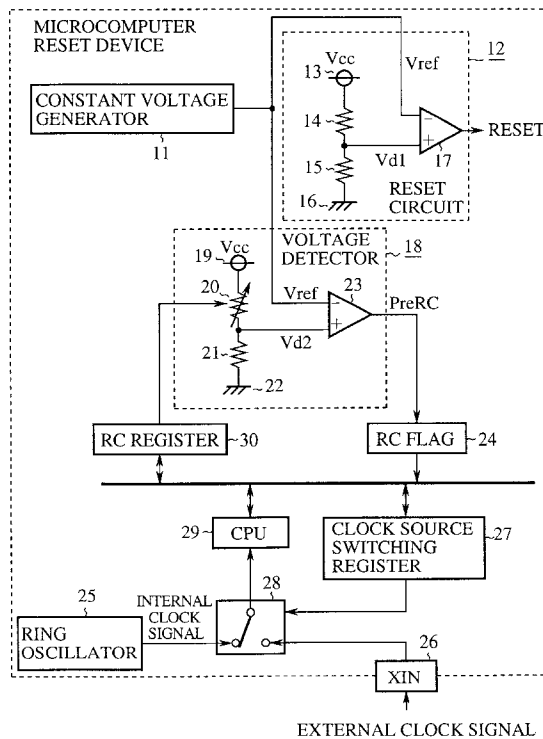 MICROCOMPUTER
RESET DEVICE
CONSTANT VOLTAGE
GENERATOR
11
12
Vcc
13
Vref
14
15
16
Vd1
17
RESET
RESET
CIRCUIT
VOLTAGE
DETECTOR
18
Vcc
19
20
Vref
23
PreRC
21
Vd2
22
RC REGISTER
30
RC FLAG
24
29
CPU
CLOCK SOURCE
SWITCHING
REGISTER
27
28
25
INTERNAL
CLOCK
SIGNAL
RING
OSCILLATOR
26
XIN
EXTERNAL CLOCK SIGNAL